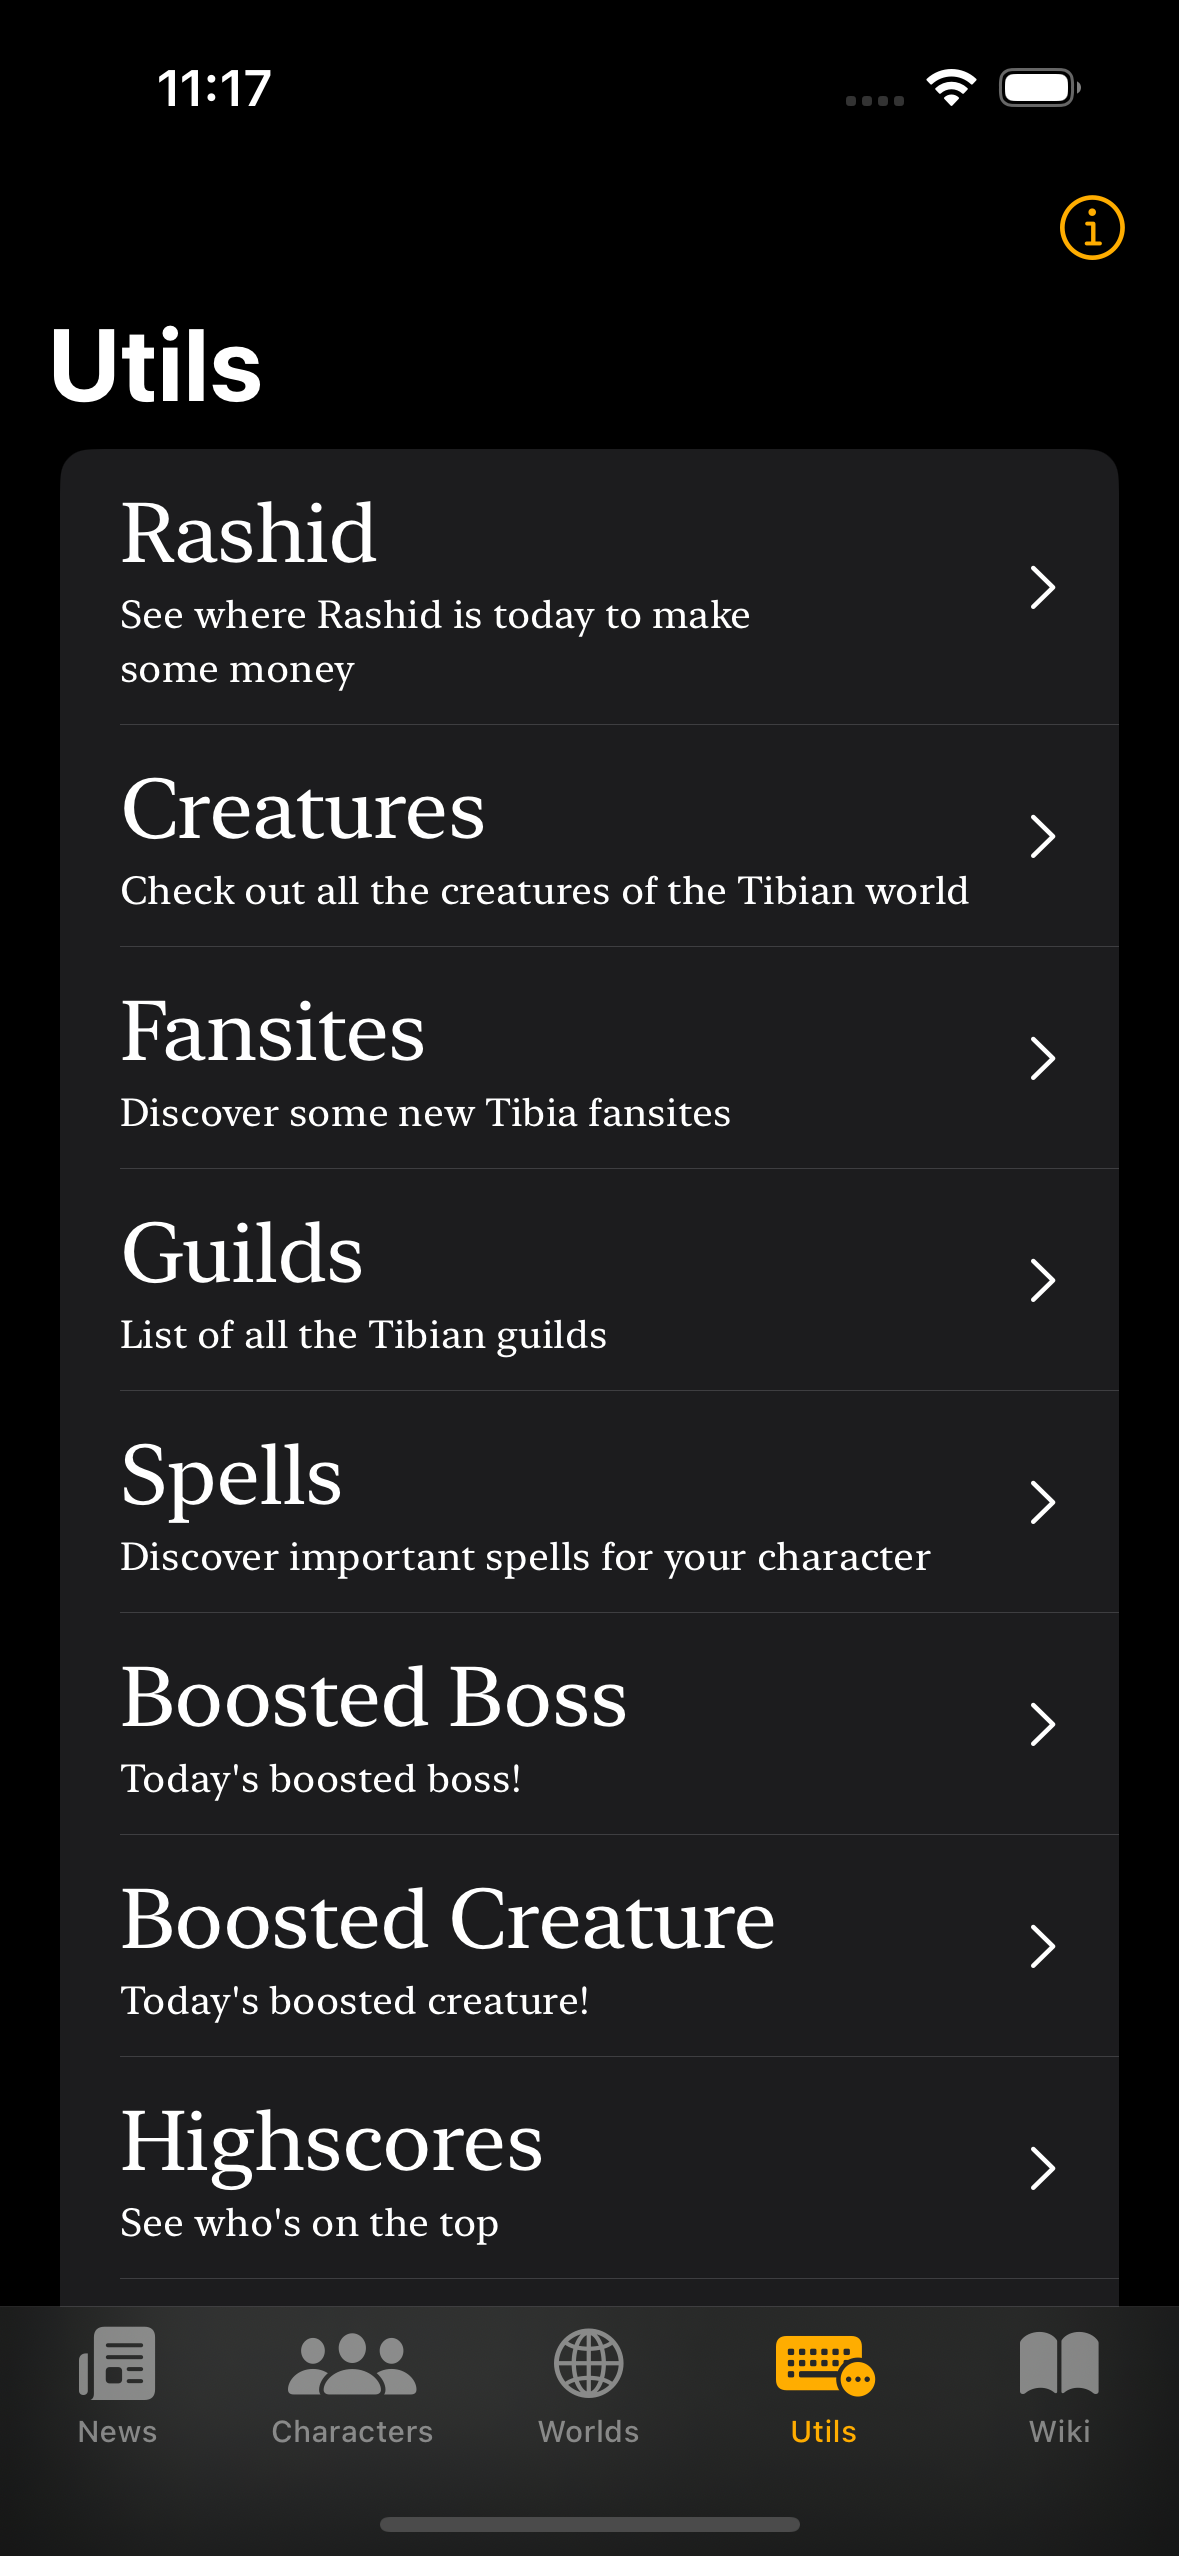 11:17
Utils
Rashid
See where Rashid is today to make
some money
Creatures
Check out all the creatures of the Tibian world
Fansites
Discover some new Tibia fansites
Guilds
List of all the Tibian guilds
Spells
Discover important spells for your character
Boosted Boss
Today's boosted boss!
Boosted Creature
Today's boosted creature!
Highscores
See who's on the top
News
Characters
Worlds
Utils
Wiki